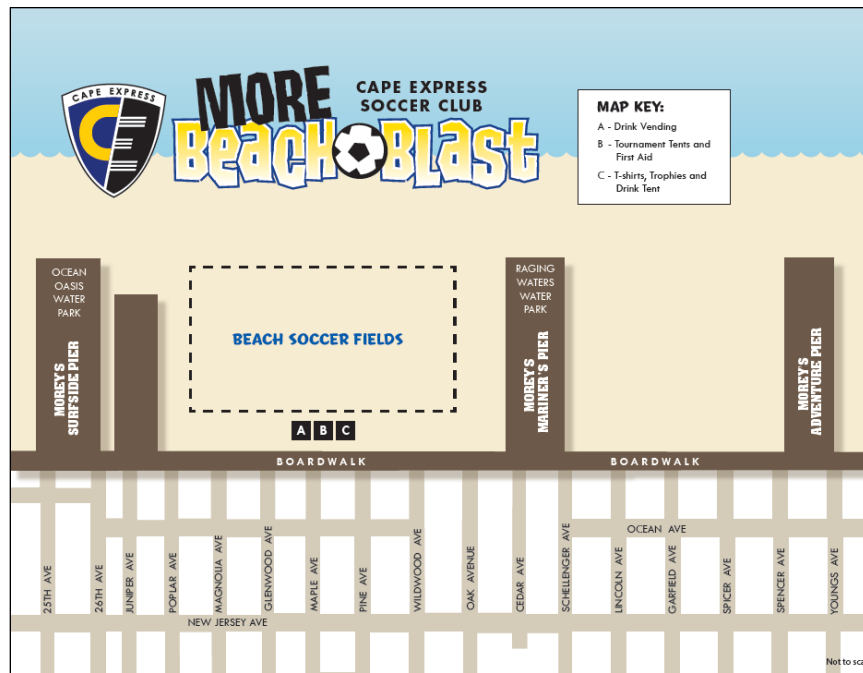 CAPE EXPRESS
CE
MORE
CAPE EXPRESS
SOCCER CLUB
BEACH BLAST
MAP KEY:
A - Drink Vending
B - Tournament Tents and
First Aid
C - T-shirts, Trophies and
Drink Tent
OCEAN
OASIS
WATER
PARK
MOREY'S
SURFSIDE PIER
BEACH SOCCER FIELDS
RAGING
WATERS
WATER
PARK
MOREY'S
MARINER'S PIER
MOREY'S
ADVENTURE PIER
A B C
BOARDWALK
BOARDWALK
OCEAN AVE
25TH AVE
26TH AVE
JUNIPER AVE
POPLAR AVE
MAGNOLIA AVE
GLENWOOD AVE
MAPLE AVE
PINE AVE
WILDWOOD AVE
OAK AVENUE
CEDAR AVE
SCHELLENGER AVE
LINCOLN AVE
GARFIELD AVE
SPICER AVE
SPENCER AVE
YOUNGS AVE
NEW JERSEY AVE
Not to sca